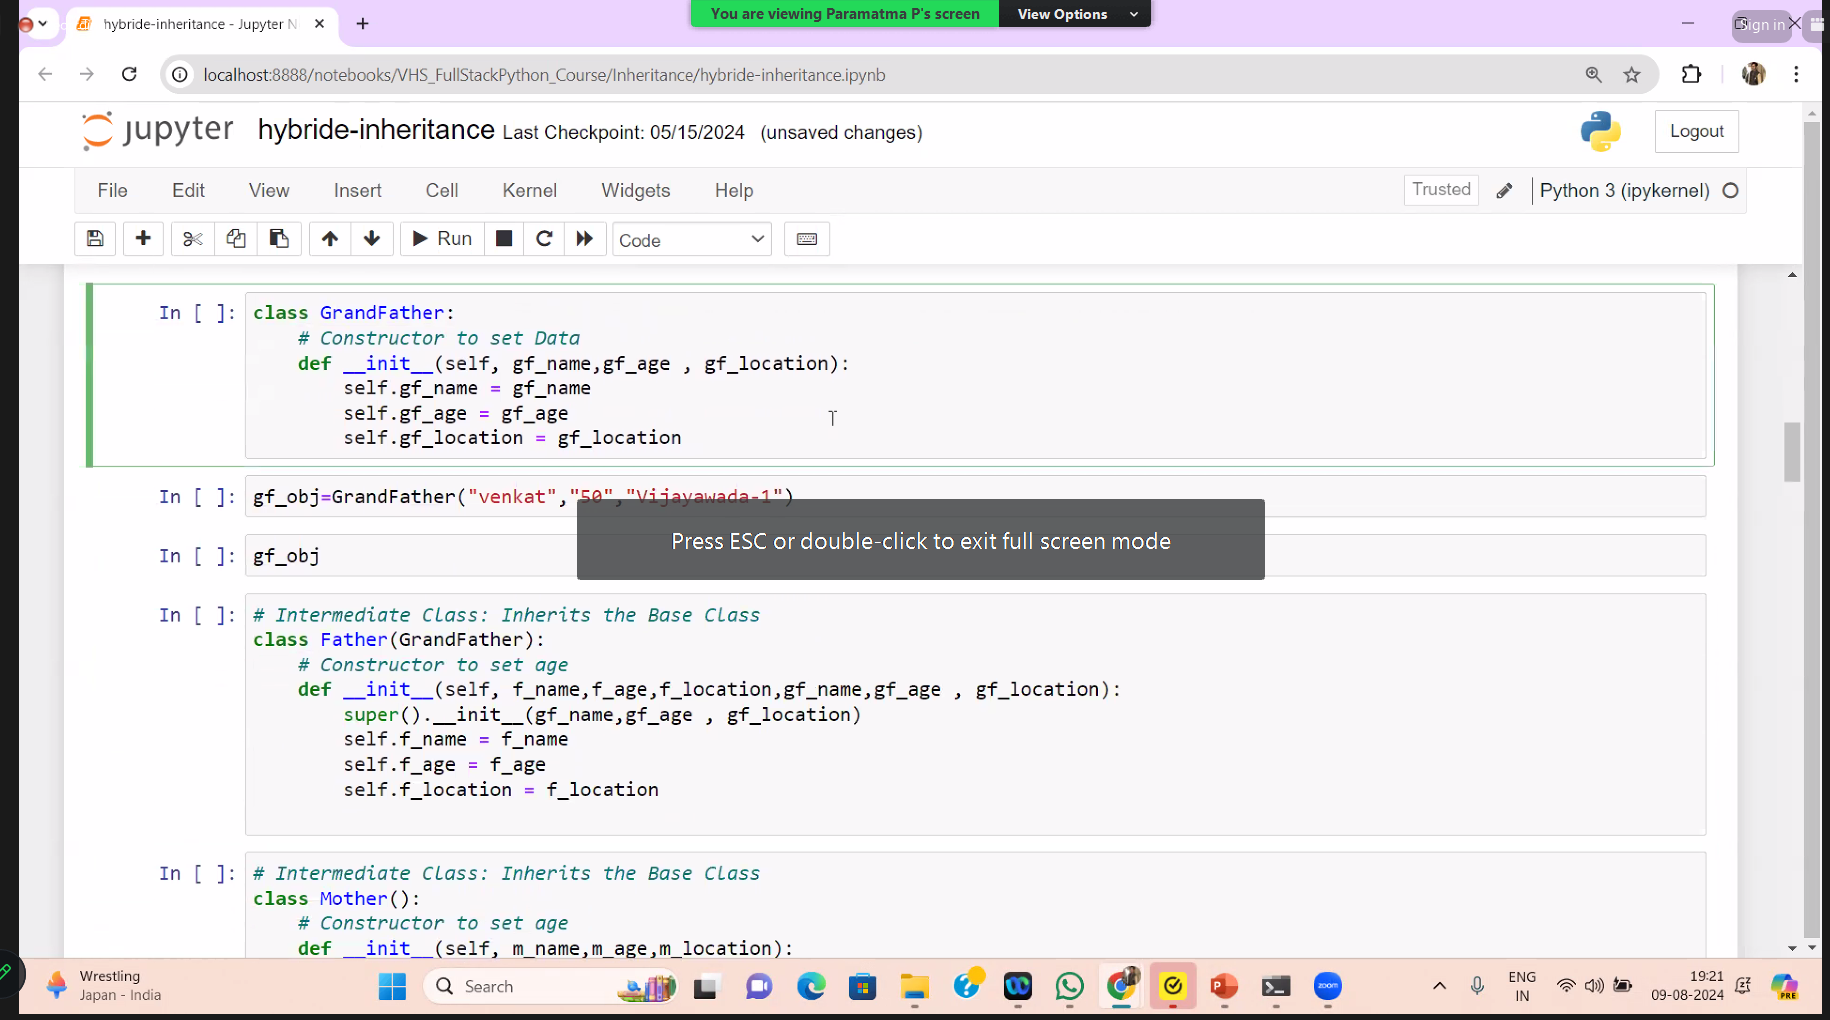 hybride-inheritance - Jupyter N
You are viewing Paramatma P's screen
View Options
Sign in
localhost:8888/notebooks/VHS_FullStackPython_Course/Inheritance/hybride-inheritance.ipynb
jupyter hybride-inheritance Last Checkpoint: 05/15/2024 (unsaved changes)
Logout
File Edit View Insert Cell Kernel Widgets Help
Trusted
Python 3 (ipykernel)
Run
Code
In [ ]: class GrandFather:
# Constructor to set Data
def __init__(self, gf_name,gf_age , gf_location):
self.gf_name = gf_name
self.gf_age = gf_age
self.gf_location = gf_location
In [ ]: gf_obj=GrandFather("venkat","50","Vijayawada-1")
Press ESC or double-click to exit full screen mode
In [ ]: gf_obj
In [ ]: # Intermediate Class: Inherits the Base Class
class Father(GrandFather):
# Constructor to set age
def __init__(self, f_name,f_age,f_location,gf_name,gf_age , gf_location):
super().__init__(gf_name,gf_age , gf_location)
self.f_name = f_name
self.f_age = f_age
self.f_location = f_location
In [ ]: # Intermediate Class: Inherits the Base Class
class Mother():
# Constructor to set age
def __init__(self, m_name,m_age,m_location):
Wrestling
Japan - India
Search
zoom
ENG
IN
19:21
09-08-2024
PRE